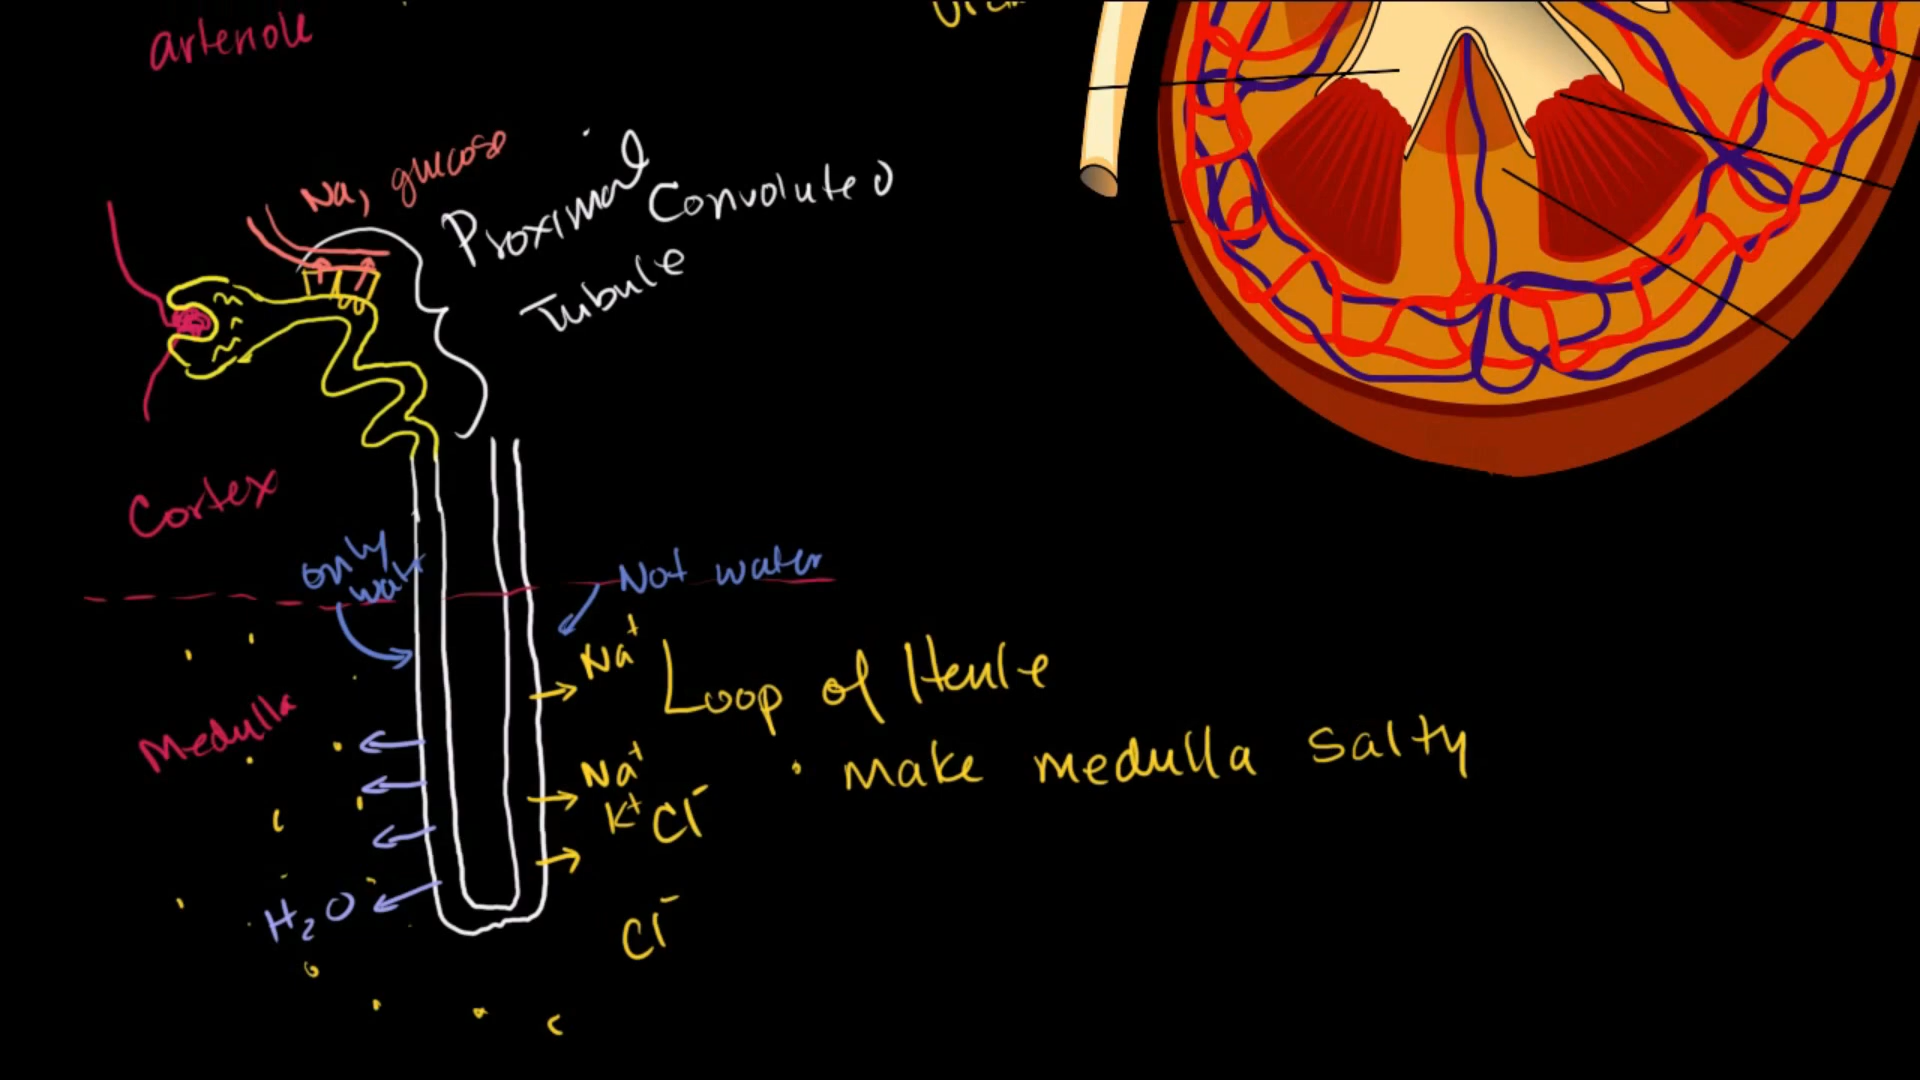 arteriole
Na, glucose
Proximal Convoluted
Tubule
Cortex
only
Not water
Na+
Loop of Henle
Medulla
• Make medulla salty
Na+
K+ Cl-
H2O
Cl-